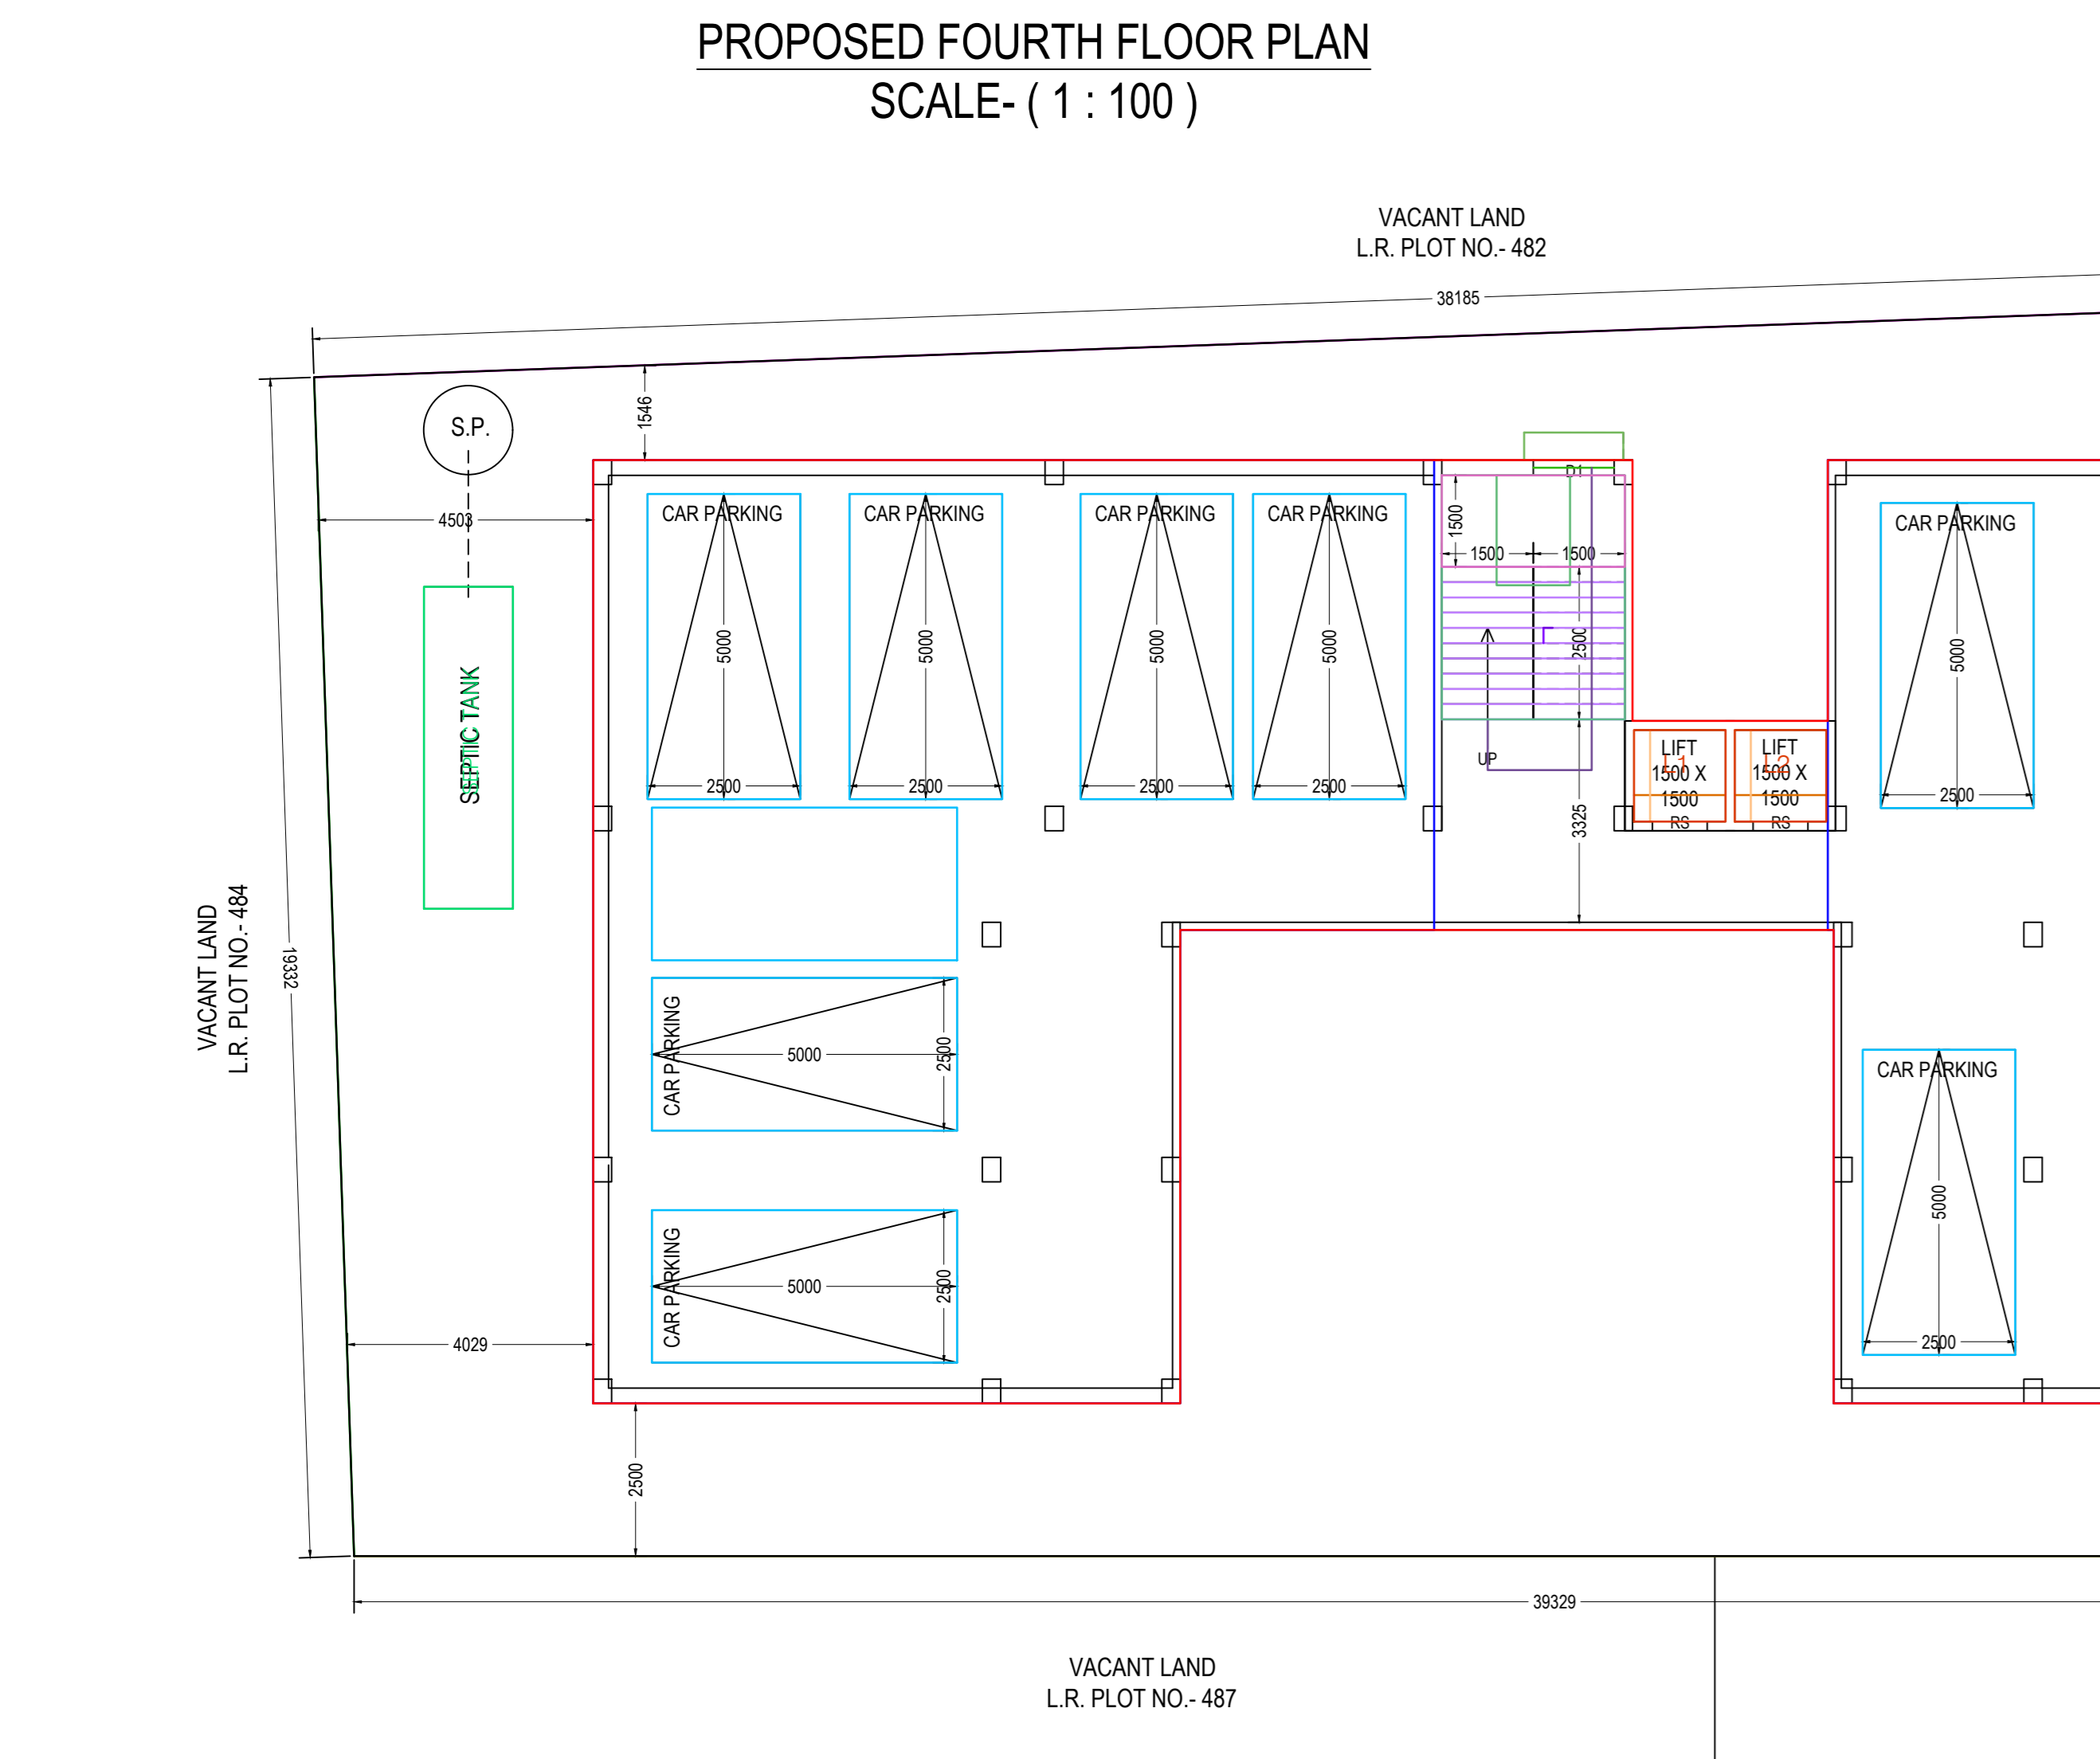 PROPOSED FOURTH FLOOR PLAN
SCALE- ( 1 : 100 )
VACANT LAND
L.R. PLOT NO.- 482
38185
1546
S.P.
4503
SEPTIC TANK
SEPTIC TANK
VACANT LAND
L.R. PLOT NO.- 484
19332
CAR PARKING
5000
2500
CAR PARKING
5000
2500
CAR PARKING
5000
2500
CAR PARKING
5000
2500
D1
1500
1500
1500
2500
UP
3325
LIFT
L1
1500 X
1500
RS
LIFT
L2
1500 X
1500
RS
CAR PARKING
5000
2500
CAR PARKING
5000
2500
CAR PARKING
5000
2500
CAR PARKING
5000
2500
4029
2500
39329
VACANT LAND
L.R. PLOT NO.- 487